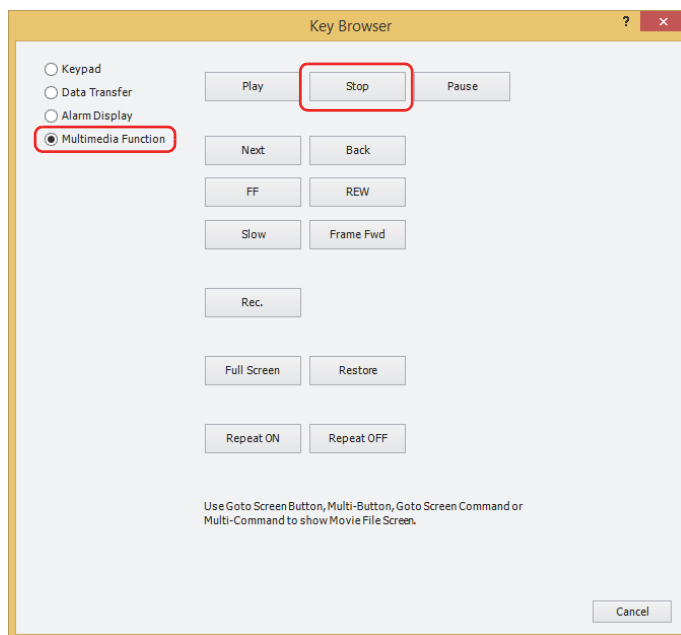 Key Browser
? ×
Keypad
Data Transfer
Alarm Display
Multimedia Function
Play Stop Pause
Next Back
FF REW
Slow Frame Fwd
Rec.
Full Screen Restore
Repeat ON Repeat OFF
Use Goto Screen Button, Multi-Button, Goto Screen Command or
Multi-Command to show Movie File Screen.
Cancel